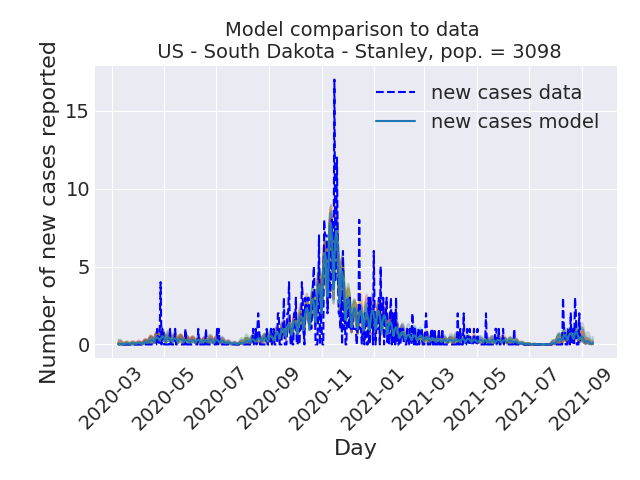 Model comparison to data
US - South Dakota - Stanley, pop. = 3098
new cases data
new cases model
Number of new cases reported
15
10
5
0
2020-03
2020-05
2020-07
2020-09
2020-11
2021-01
2021-03
2021-05
2021-07
2021-09
Day